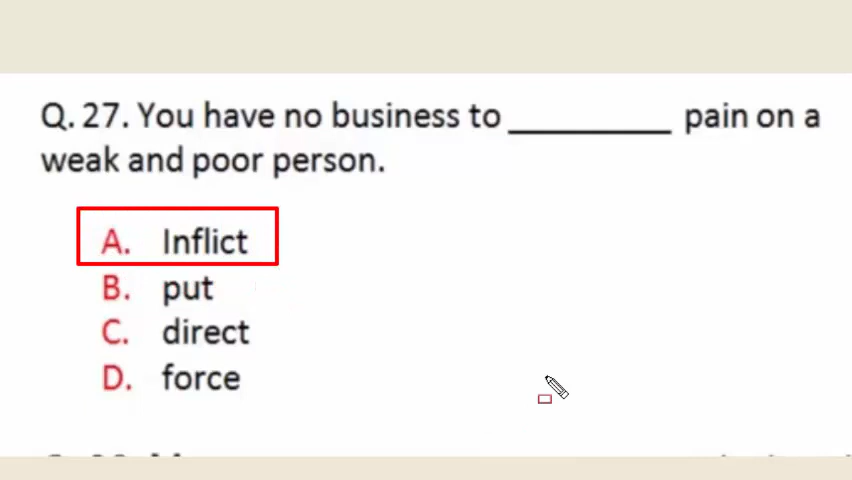 Q. 27. You have no business to __________ pain on a
weak and poor person.
A. Inflict
B. put
C. direct
D. force